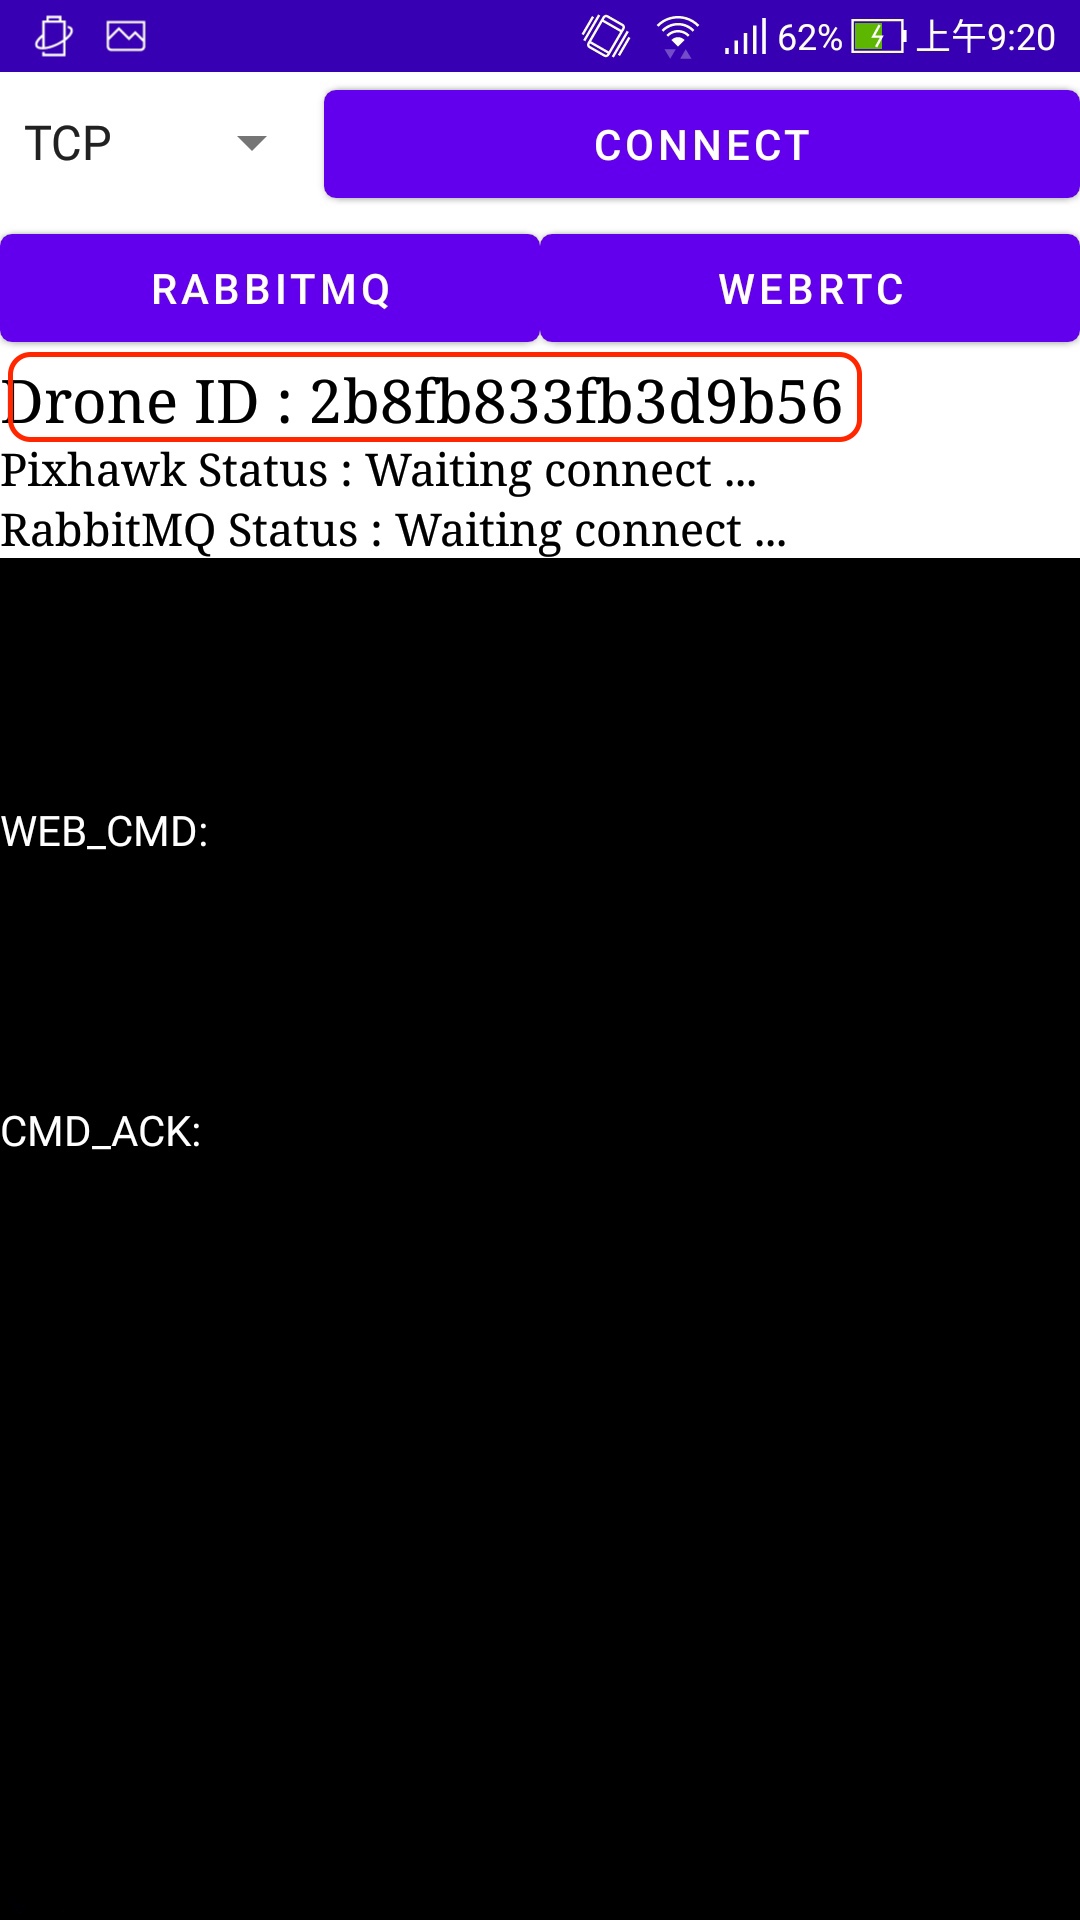 62% 上午9:20
TCP CONNECT
RABBITMQ WEBRTC
Drone ID : 2b8fb833fb3d9b56
Pixhawk Status : Waiting connect ...
RabbitMQ Status : Waiting connect ...
WEB_CMD:
CMD_ACK: